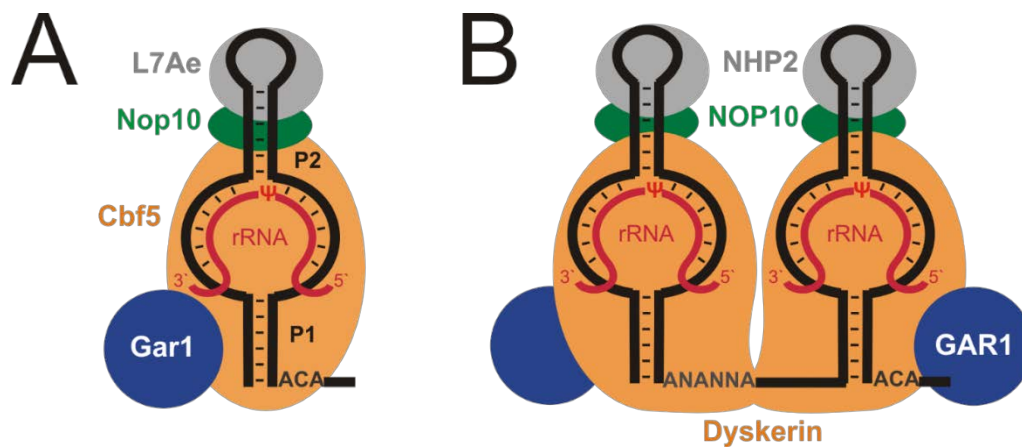 A
L7Ae
Nop10
P2
Cbf5
Ψ
rRNA
3`
5`
Gar1
P1
ACA
B
NHP2
NOP10
Ψ
Ψ
rRNA
rRNA
3`
5`
3`
5`
GAR1
ANANNA
ACA
Dyskerin